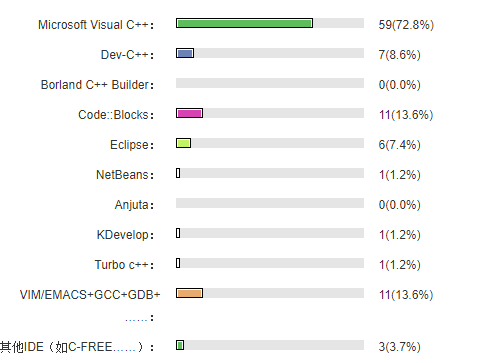 Microsoft Visual C++： 59(72.8%)
Dev-C++： 7(8.6%)
Borland C++ Builder： 0(0.0%)
Code::Blocks： 11(13.6%)
Eclipse： 6(7.4%)
NetBeans： 1(1.2%)
Anjuta： 0(0.0%)
KDevelop： 1(1.2%)
Turbo c++： 1(1.2%)
VIM/EMACS+GCC+GDB+ 11(13.6%)
……：
其他IDE（如C-FREE……）： 3(3.7%)